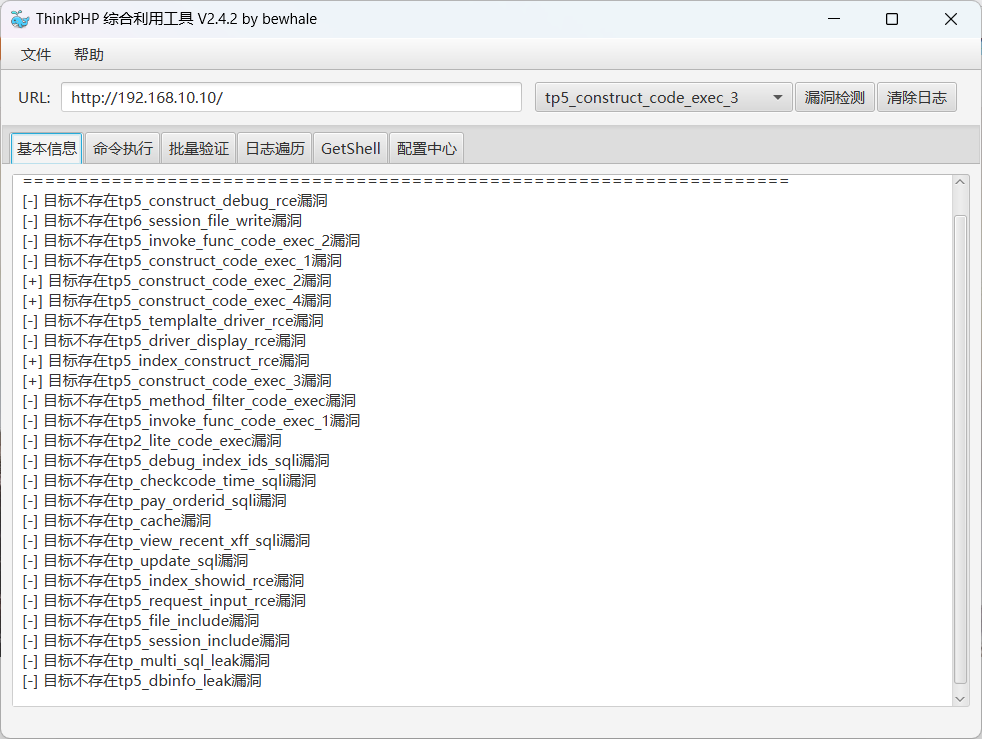 ThinkPHP 综合利用工具 V2.4.2 by bewhale
文件 帮助
URL: http://192.168.10.10/ tp5_construct_code_exec_3 漏洞检测 清除日志
基本信息 命令执行 批量验证 日志遍历 GetShell 配置中心
=====================================================================
[-] 目标不存在tp5_construct_debug_rce漏洞
[-] 目标不存在tp6_session_file_write漏洞
[-] 目标不存在tp5_invoke_func_code_exec_2漏洞
[-] 目标不存在tp5_construct_code_exec_1漏洞
[+] 目标存在tp5_construct_code_exec_2漏洞
[+] 目标存在tp5_construct_code_exec_4漏洞
[-] 目标不存在tp5_templalte_driver_rce漏洞
[-] 目标不存在tp5_driver_display_rce漏洞
[+] 目标存在tp5_index_construct_rce漏洞
[+] 目标存在tp5_construct_code_exec_3漏洞
[-] 目标不存在tp5_method_filter_code_exec漏洞
[-] 目标不存在tp5_invoke_func_code_exec_1漏洞
[-] 目标不存在tp2_lite_code_exec漏洞
[-] 目标不存在tp5_debug_index_ids_sqli漏洞
[-] 目标不存在tp_checkcode_time_sqli漏洞
[-] 目标不存在tp_pay_orderid_sqli漏洞
[-] 目标不存在tp_cache漏洞
[-] 目标不存在tp_view_recent_xff_sqli漏洞
[-] 目标不存在tp_update_sql漏洞
[-] 目标不存在tp5_index_showid_rce漏洞
[-] 目标不存在tp5_request_input_rce漏洞
[-] 目标不存在tp5_file_include漏洞
[-] 目标不存在tp5_session_include漏洞
[-] 目标不存在tp_multi_sql_leak漏洞
[-] 目标不存在tp5_dbinfo_leak漏洞